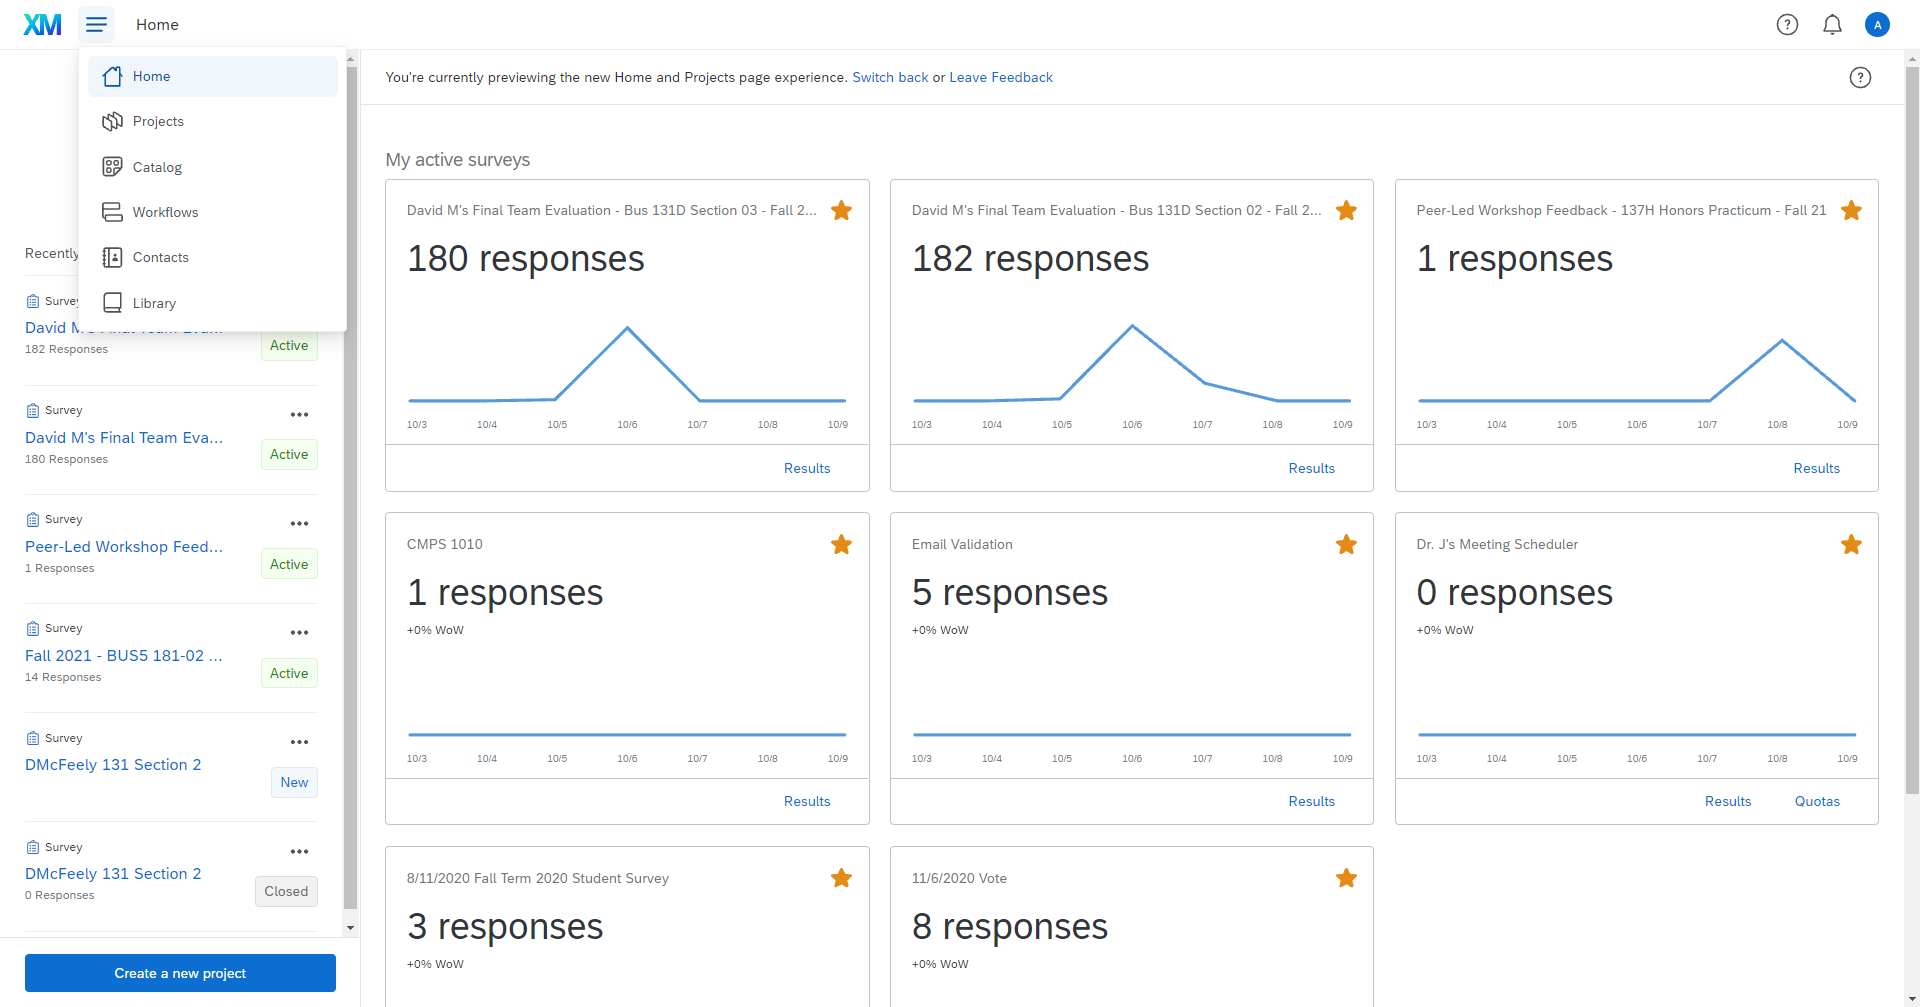 XM
Home
A
Home
Projects
Catalog
Workflows
Contacts
Library
Recently
Survey
David M's Final Team Eva...
182 Responses
Active
Survey
David M's Final Team Eva...
180 Responses
Active
Survey
Peer-Led Workshop Feed...
1 Responses
Active
Survey
Fall 2021 - BUS5 181-02 ...
14 Responses
Active
Survey
DMcFeely 131 Section 2
New
Survey
DMcFeely 131 Section 2
0 Responses
Closed
Create a new project
You're currently previewing the new Home and Projects page experience. Switch back or Leave Feedback
My active surveys
David M's Final Team Evaluation - Bus 131D Section 03 - Fall 2...
180 responses
10/3 10/4 10/5 10/6 10/7 10/8 10/9
Results
David M's Final Team Evaluation - Bus 131D Section 02 - Fall 2...
182 responses
10/3 10/4 10/5 10/6 10/7 10/8 10/9
Results
Peer-Led Workshop Feedback - 137H Honors Practicum - Fall 21
1 responses
10/3 10/4 10/5 10/6 10/7 10/8 10/9
Results
CMPS 1010
1 responses
+0% WoW
10/3 10/4 10/5 10/6 10/7 10/8 10/9
Results
Email Validation
5 responses
+0% WoW
10/3 10/4 10/5 10/6 10/7 10/8 10/9
Results
Dr. J's Meeting Scheduler
0 responses
+0% WoW
10/3 10/4 10/5 10/6 10/7 10/8 10/9
Results Quotas
8/11/2020 Fall Term 2020 Student Survey
3 responses
+0% WoW
11/6/2020 Vote
8 responses
+0% WoW